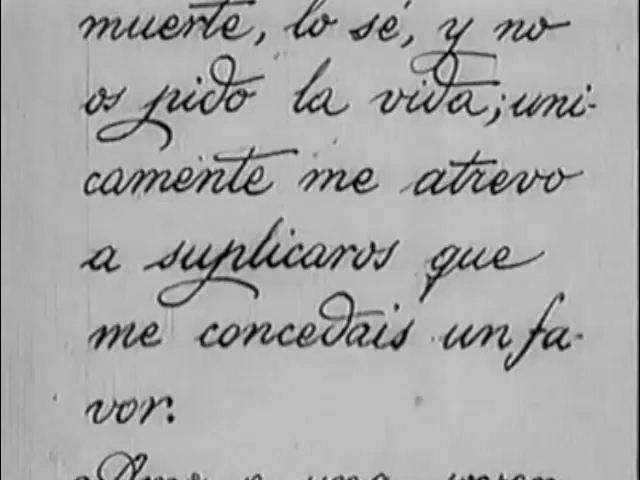 muerte, lo sé, y no
os pido la vida; uni-
camente me atrevo
a suplicaros que
me concedais un fa-
vor.
una